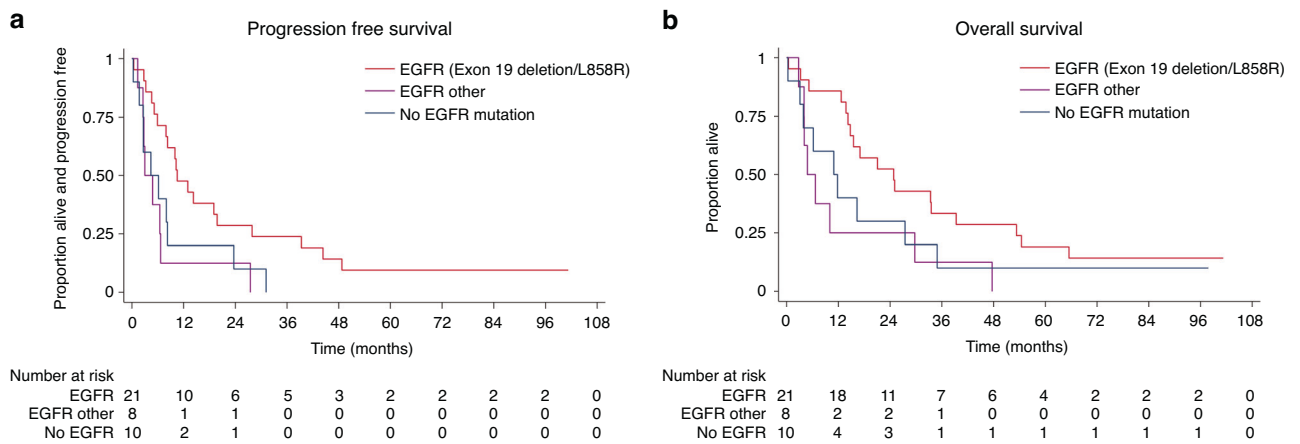 a
Progression free survival
Proportion alive and progression free
1
0.75
0.50
0.25
0
EGFR (Exon 19 deletion/L858R)
EGFR other
No EGFR mutation
0 12 24 36 48 60 72 84 96 108
Time (months)
Number at risk
EGFR 21 10 6 5 3 2 2 2 2 0
EGFR other 8 1 1 0 0 0 0 0 0 0
No EGFR 10 2 1 0 0 0 0 0 0 0
b
Overall survival
Proportion alive
1
0.75
0.50
0.25
0
EGFR (Exon 19 deletion/L858R)
EGFR other
No EGFR mutation
0 12 24 36 48 60 72 84 96 108
Time (months)
Number at risk
EGFR 21 18 11 7 6 4 2 2 2 0
EGFR other 8 2 2 1 0 0 0 0 0 0
No EGFR 10 4 3 1 1 1 1 1 1 0